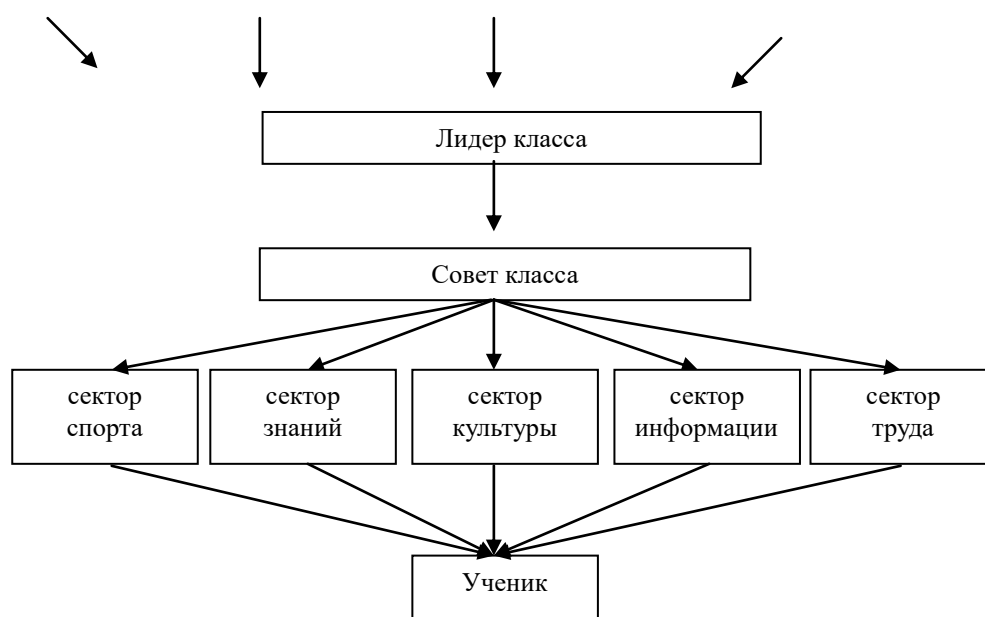 Лидер класса
Совет класса
сектор
спорта
сектор
знаний
сектор
культуры
сектор
информации
сектор
труда
Ученик